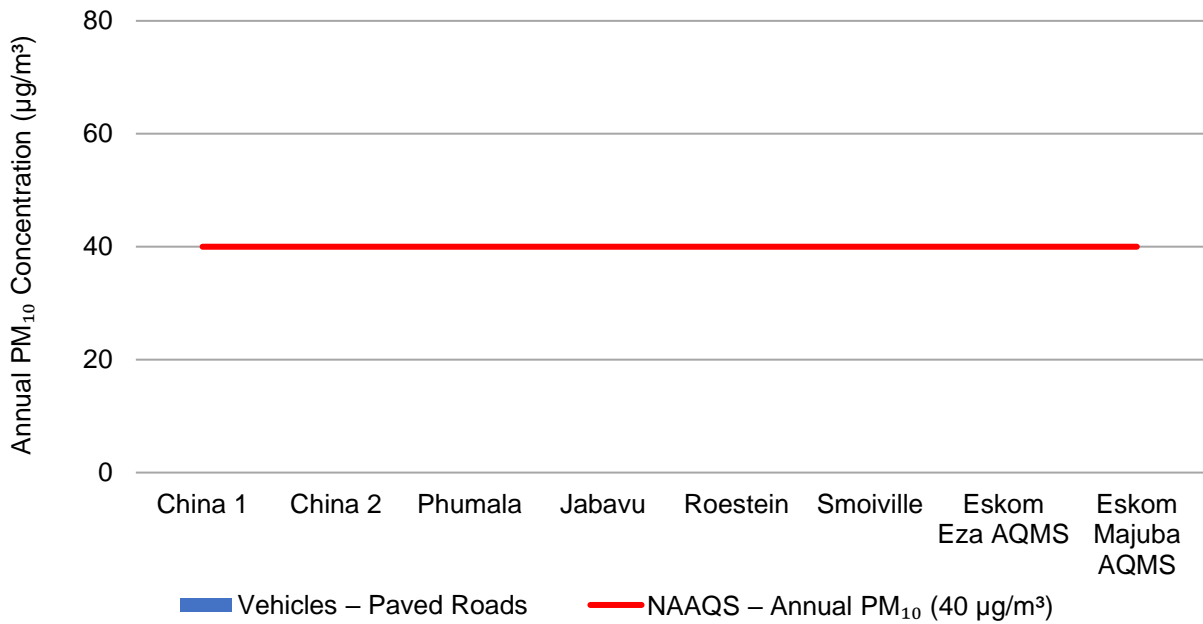 Annual PM₁₀ Concentration (µg/m³)
80
60
40
20
0
China 1
China 2
Phumala
Jabavu
Roestein
Smoiville
Eskom
Eza AQMS
Eskom
Majuba
AQMS
Vehicles – Paved Roads
NAAQS – Annual PM₁₀ (40 µg/m³)